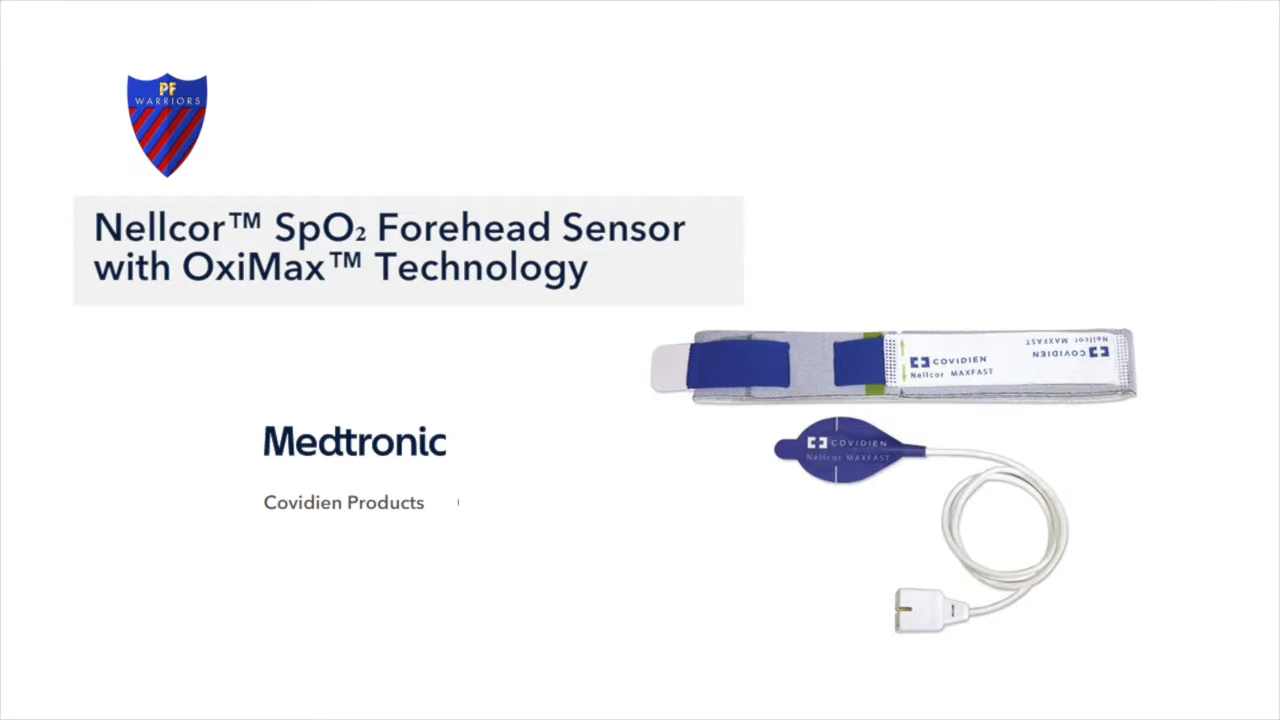 PF
WARRIORS
Nellcor™ SpO₂ Forehead Sensor
with OxiMax™ Technology
COVIDIEN
Nellcor MAXFAST
COVIDIEN
Nellcor MAXFAST
COVIDIEN
Nellcor MAXFAST
Medtronic
Covidien Products